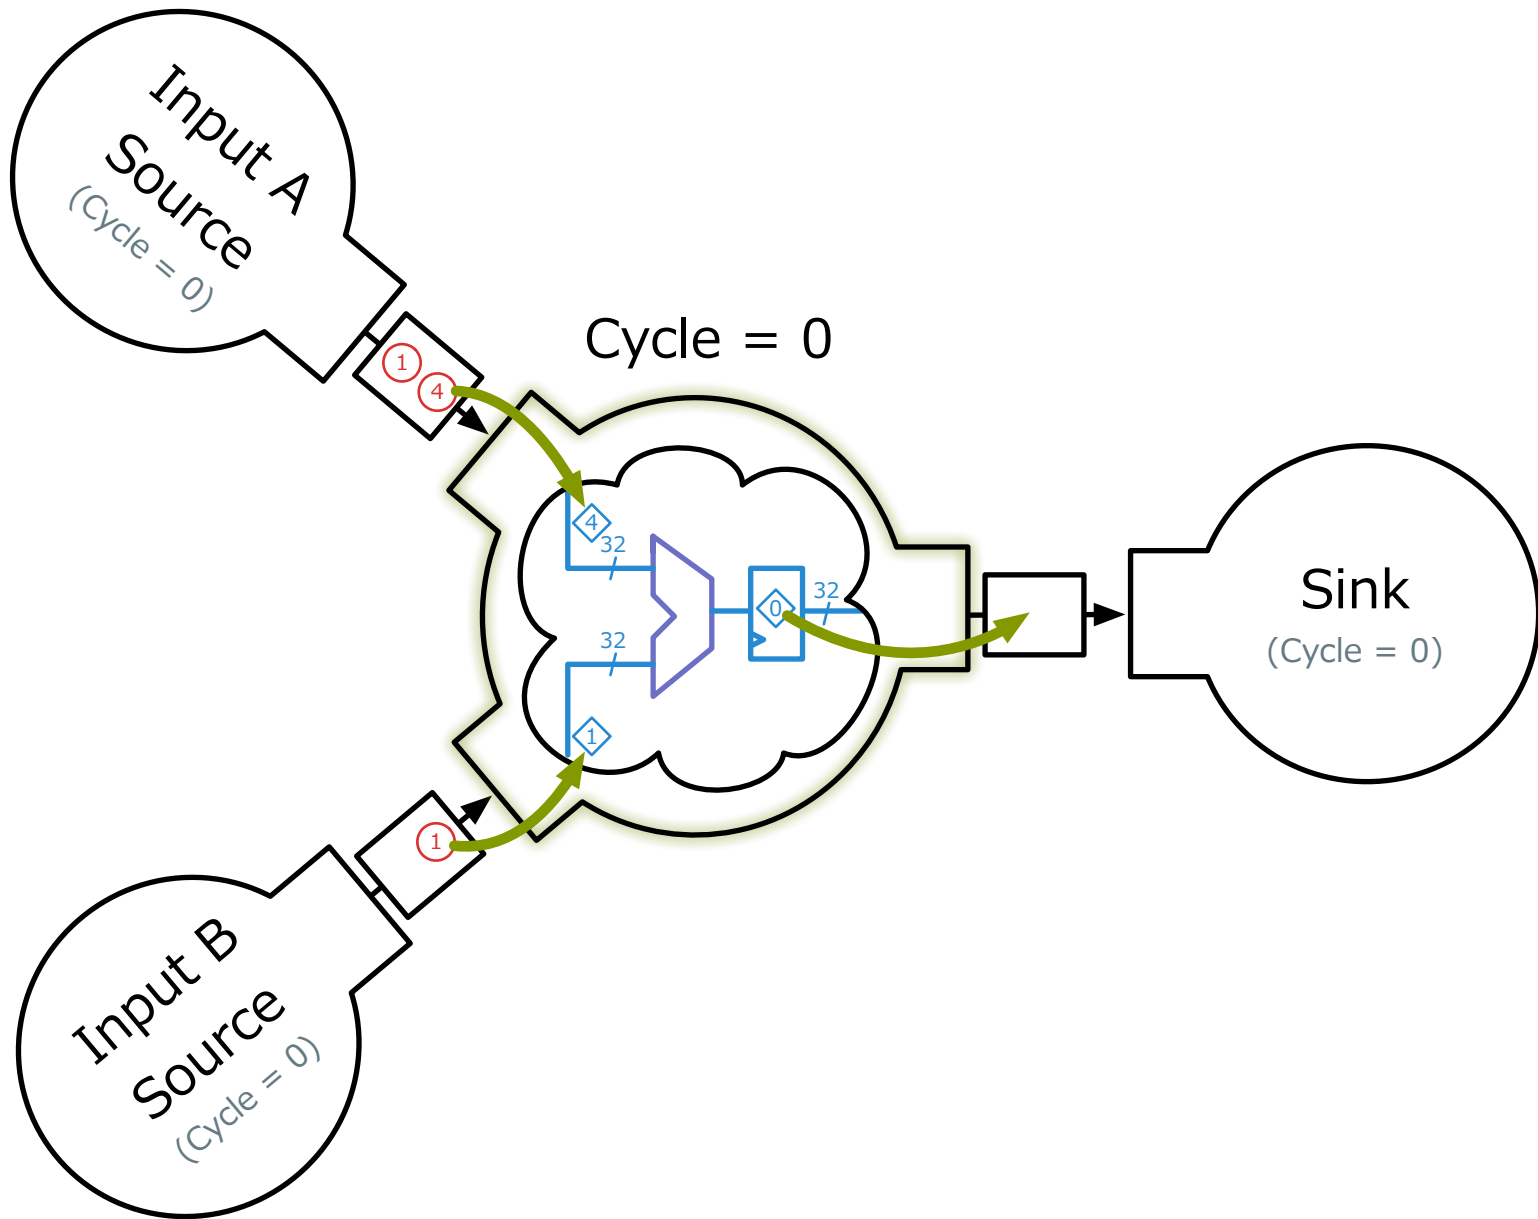 Input A
Source
(Cycle = 0)
1
4
Cycle = 0
4
32
0
32
32
1
Sink
(Cycle = 0)
1
Input B
Source
(Cycle = 0)